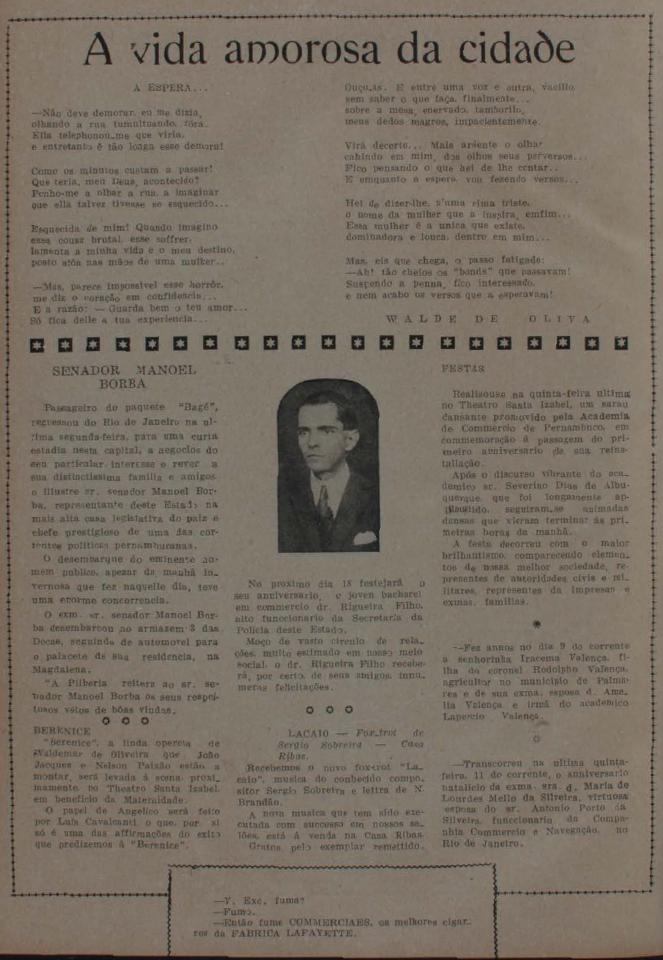 A vida amorosa da cidade
A ESPERA...
—Não deve demorar, eu me dizia,
olhando a rua tumultuando, fóra.
Ella telephonou-me que viria,
e entretanto é tão longa esse demora!
Como os minutos custam a passar!
Que teria, meu Deus, acontecido?
Ponho-me a olhar a rua, a imaginar
que ella talvez tivesse se esquecido...
Esquecida de mim! Quando imagino
essa cousa brutal, esse soffrer,
lamenta a minha vida e o meu destino,
posto atôa nas mãos de uma mulher..
—Mas, parece impossivel esse horrôr,
me diz o coração em confidencia...
E a razão: — Guarda bem o teu amor...
Só fica delle a tua experiencia...
Ouço-as. E entre uma voz e outra, vacillo
sem saber o que faça, finalmente...
sobre a mesa, enervado, tamborilo,
meus dedos magros, impacientemente.
Virá decerto... Mais ardente o olhar
cahindo em mim, dos olhos seus perversos...
Fico pensando o que hei de lhe contar..
E emquanto a espero, vou fazendo versos...
Hei de dizer-lhe, n'uma rima triste,
o nome da mulher que a inspira, emfim...
Essa mulher é a unica que existe,
dominadora e louca, dentro em mim...
Mas, eis que chega, o passo fatigado:
—Ah! tão cheios os "bonds" que passavam!
Suspendo a penna, fico interessado,
e nem acabo os versos que a esperavam!
WALDE DE OLIVA
SENADOR MANOEL
BORBA
Passageiro do paquete "Bagé",
regressou do Rio de Janeiro na ul-
tima segunda-feira, para uma curta
estadia nesta capital, a negocios do
seu particular interesse e rever a
sua distinctissima familia e amigos
o illustre sr. senador Manoel Bor-
ba, representante deste Estado na
mais alta casa legislativa do paiz e
chefe prestigioso de uma das cor-
rentes politicas pernambucanas.
O desembarque do eminente ho-
mem publico, apezar da manhã in-
vernosa que fez naquelle dia, teve
uma enorme concorrencia.
O exm. sr. senador Manoel Bor-
ba desembarcou no armazem 3 das
Docas, seguindo de automovel para
o palacete de sua residencia, na
Magdalena.
"A Pilheria reitera ao sr. se-
nador Manoel Borba os seus respei-
tosos vótos de bôas vindas.
BERENICE
"Berenice", a linda opereta de
Waldemar de Oliveira que João
Jacques e Nelson Paixão estão a
montar, será levada á scena proxi-
mamente no Theatro Santa Izabel
em beneficio da Maternidade.
O papel de Angelico será feito
por Luis Cavalcanti o que, por si
só é uma das affirmações do exito
que predizemos á "Berenice".
No proximo dia 18 festejará o
seu anniversario, o joven bacharel
em commercio dr. Rigueira Filho,
alto funccionario da Secretaria da
Policia deste Estado.
Moço de vasto circulo de rela-
ções, muito estimado em nosso meio
social, o dr. Rigueira Filho recebe-
rá, por certo, de seus amigos innu-
meras felicitações.
LACAIO — Fox-trot de
Sergio Sobreira — Casa
Ribas.
Recebemos o novo fox-trot "La-
caio", musica do conhecido compo-
sitor Sergio Sobreira e lettra de N.
Brandão.
A nova musica que tem sido exe-
cutada com successo em nossos sa-
lões, está á venda na Casa Ribas.
Gratos pelo exemplar remettido.
FESTAS
Realisouse na quinta-feira ultima
no Theatro Santa Izabel, um sarau
dansante promovido pela Academia
de Commercio de Pernambuco, em
commemoração á passagem do pri-
meiro anniversario de sua reins-
tallação.
Após o discurso vibrante do aca-
demico sr. Severino Dias de Albu-
querque, que foi longamente ap-
plaudido, seguiram-se animadas
dansas que vieram terminar ás pri-
meiras horas da manhã.
A festa decorreu com o maior
brilhantismo, comparecendo elemen-
tos de nossa melhor sociedade, re-
presentes de autoridades civis e mi-
litares, representes da impresas e
exmas. familias.
—Fez annos no dia 9 do corrente
a senhorinha Iracema Valença, fi-
lha do coronel Rodolpho Valença,
agricultor no municipio de Palma-
res e de sua exma. esposa d. Ame-
lia Valença e irmã do academico
Lapercio Valença.
—Transcorreu na ultima quinta-
feira, 11 do corrente, o anniversario
natalicio da exma. sra. d. Maria de
Lourdes Mello da Silveira, virtuosa
esposa do sr. Antonio Porto da
Silveira, funccionario da Compa-
nhia Commercio e Navegação, no
Rio de Janeiro.
—V. Exc. fuma?
—Fumo.
—Então fume COMMERCIAES, os melhores cigar-
ros da FABRICA LAFAYETTE.